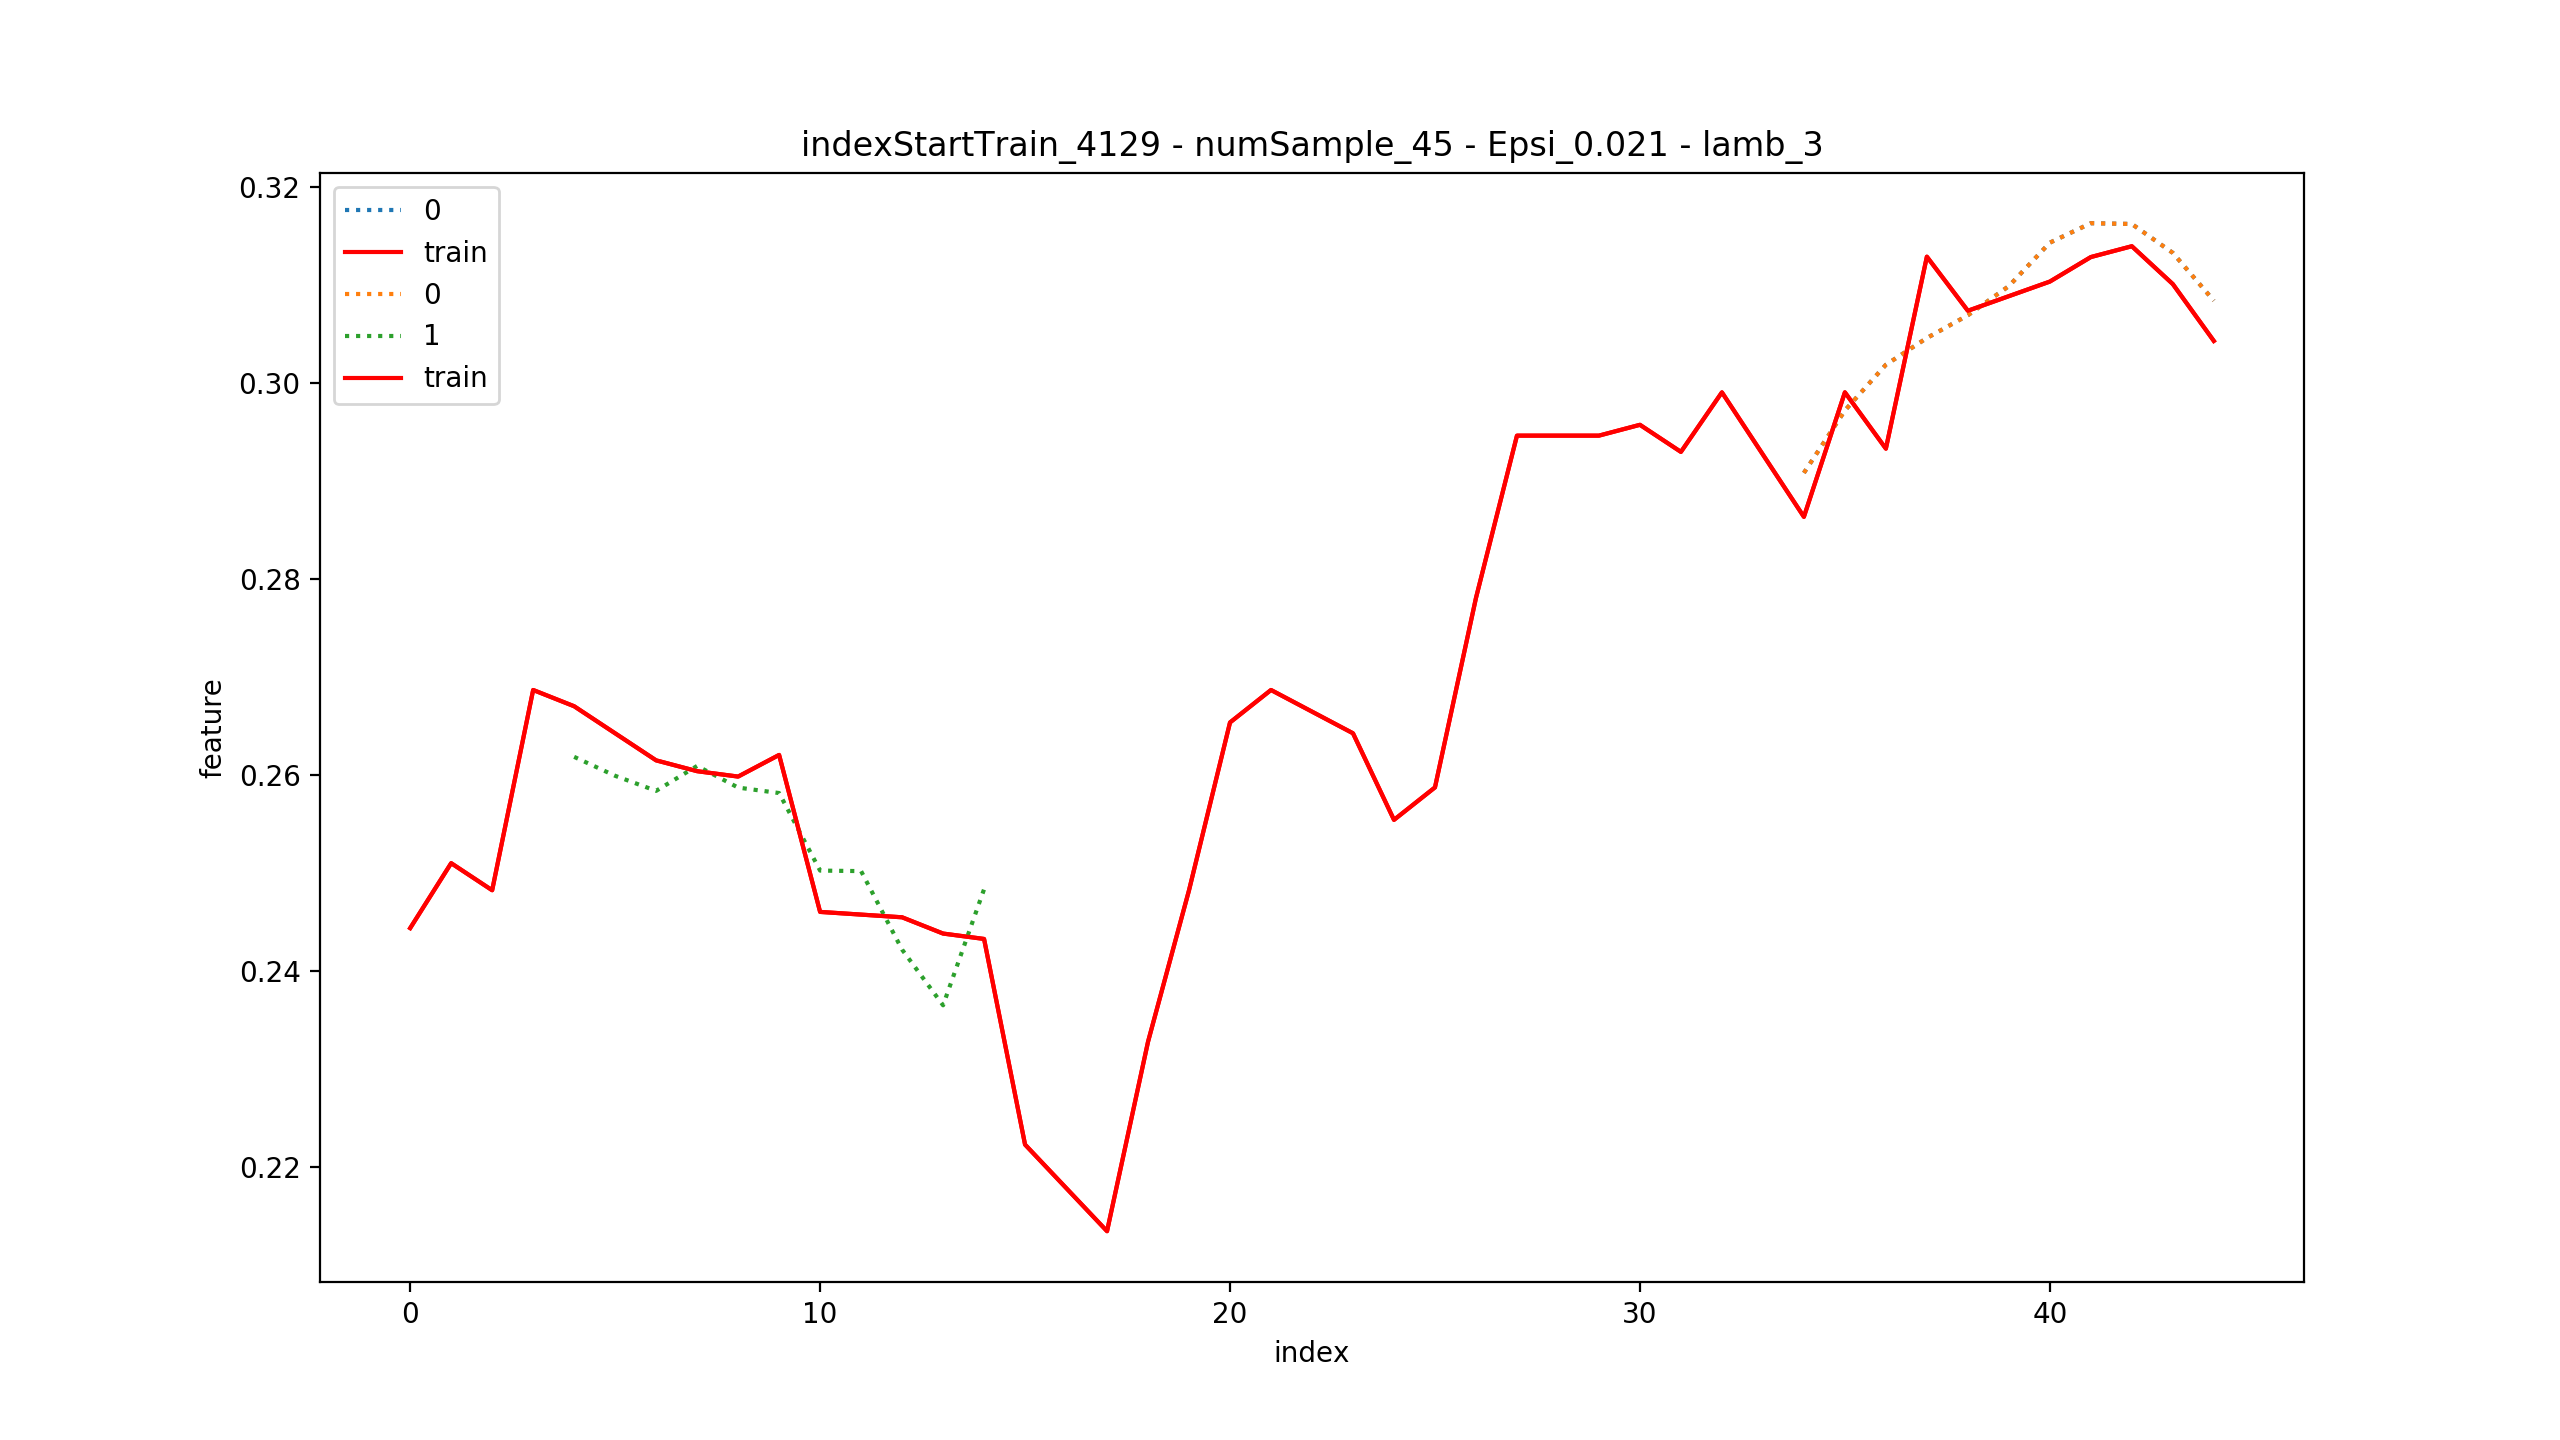 indexStartTrain_4129 - numSample_45 - Epsi_0.021 - lamb_3
0.32
0.30
0.28
0.26
0.24
0.22
feature
0
train
0
1
train
0
10
20
30
40
index